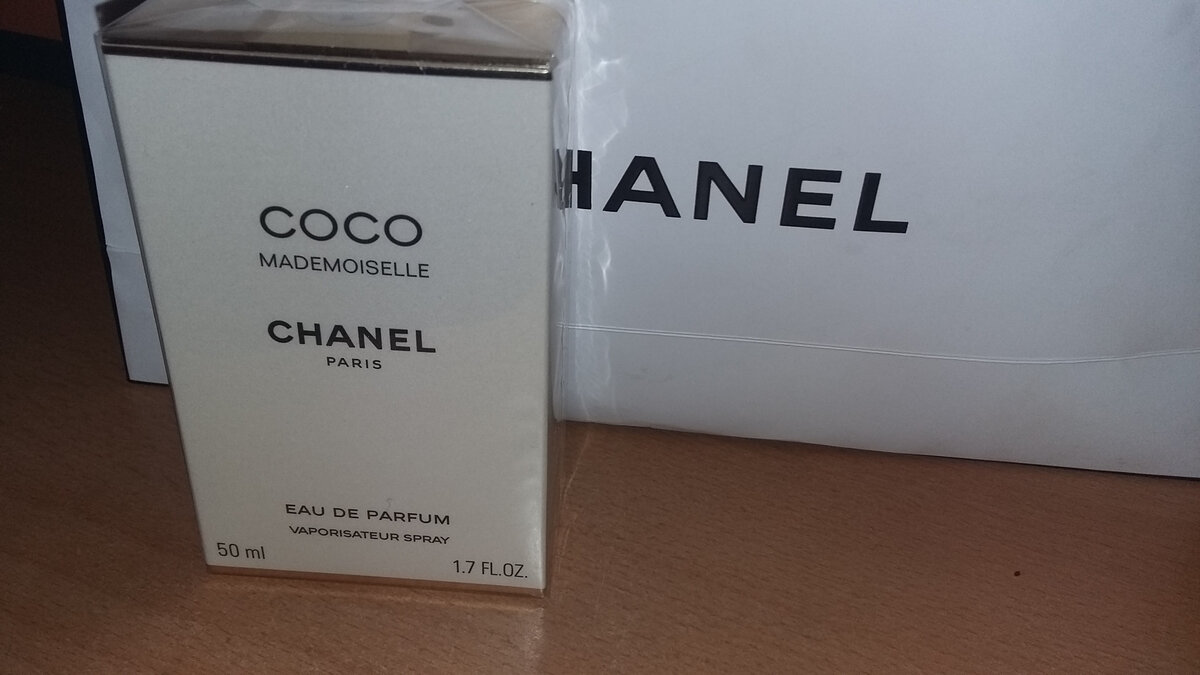 COCO
MADEMOISELLE
CHANEL
PARIS
EAU DE PARFUM
VAPORISATEUR SPRAY
50 ml
1.7 FL.OZ.
HANEL